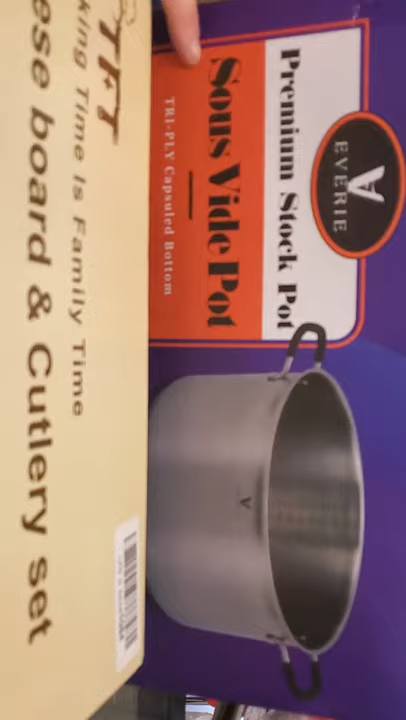 EVERIE
Premium Stock Pot
Sous Vide Pot
TRI-PLY Capsuled Bottom
TFT
king Time Is Family Time
ese board & Cutlery set